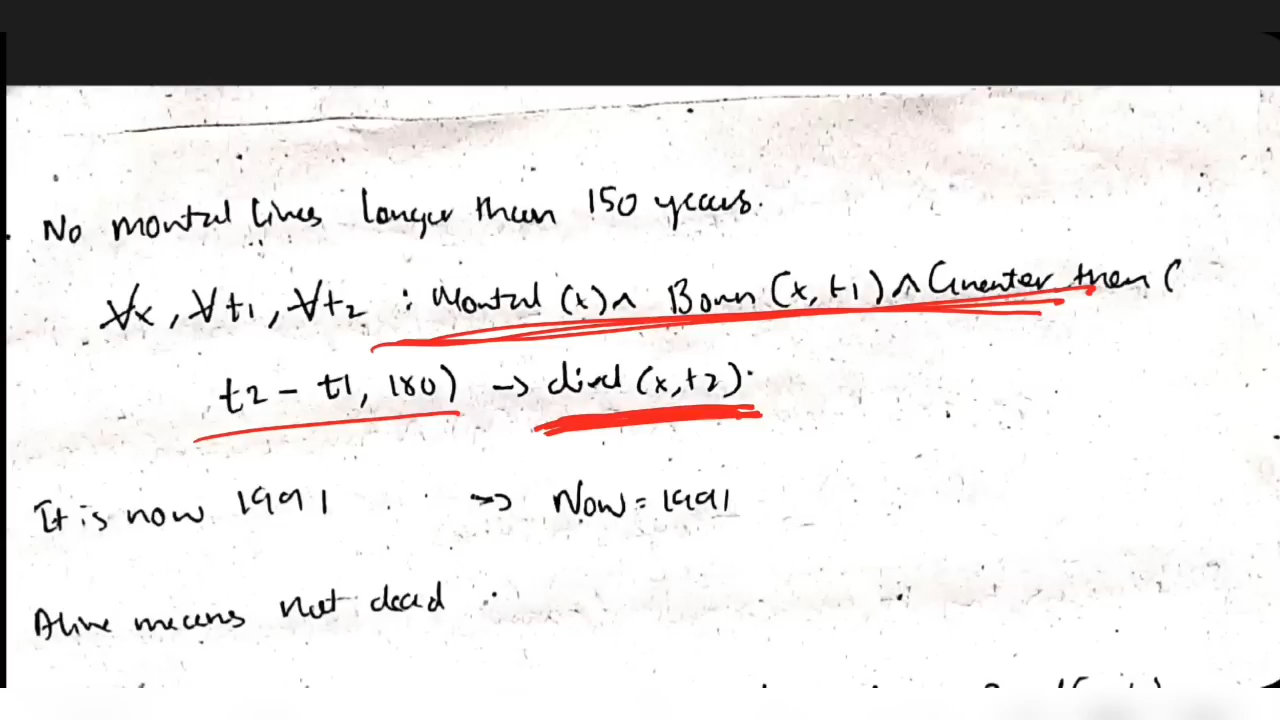 No mortal lives longer than 150 years.
∀x, ∀t1, ∀t2 : Mortal (x) ∧ Born (x, t1) ∧ Greater than (
t2 - t1, 150) → died (x, t2).
It is now 1991 → Now = 1991
Alive means not dead